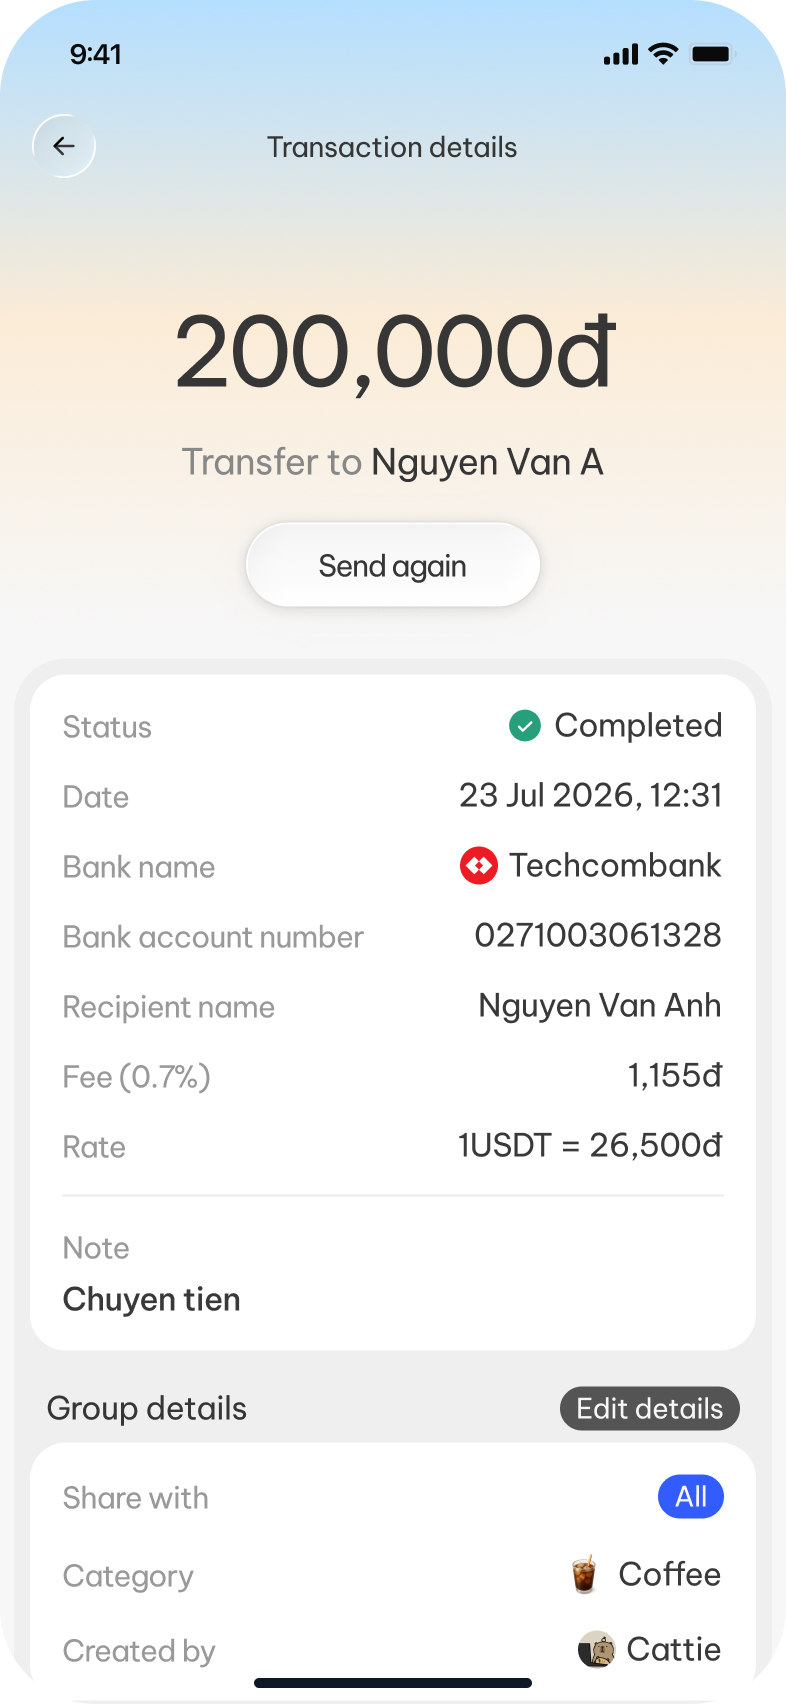 9:41
Transaction details
200,000đ
Transfer to Nguyen Van A
Send again
Status Completed
Date 23 Jul 2026, 12:31
Bank name Techcombank
Bank account number 0271003061328
Recipient name Nguyen Van Anh
Fee (0.7%) 1,155đ
Rate 1USDT = 26,500đ
Note
Chuyen tien
Group details Edit details
Share with All
Category Coffee
Created by Cattie